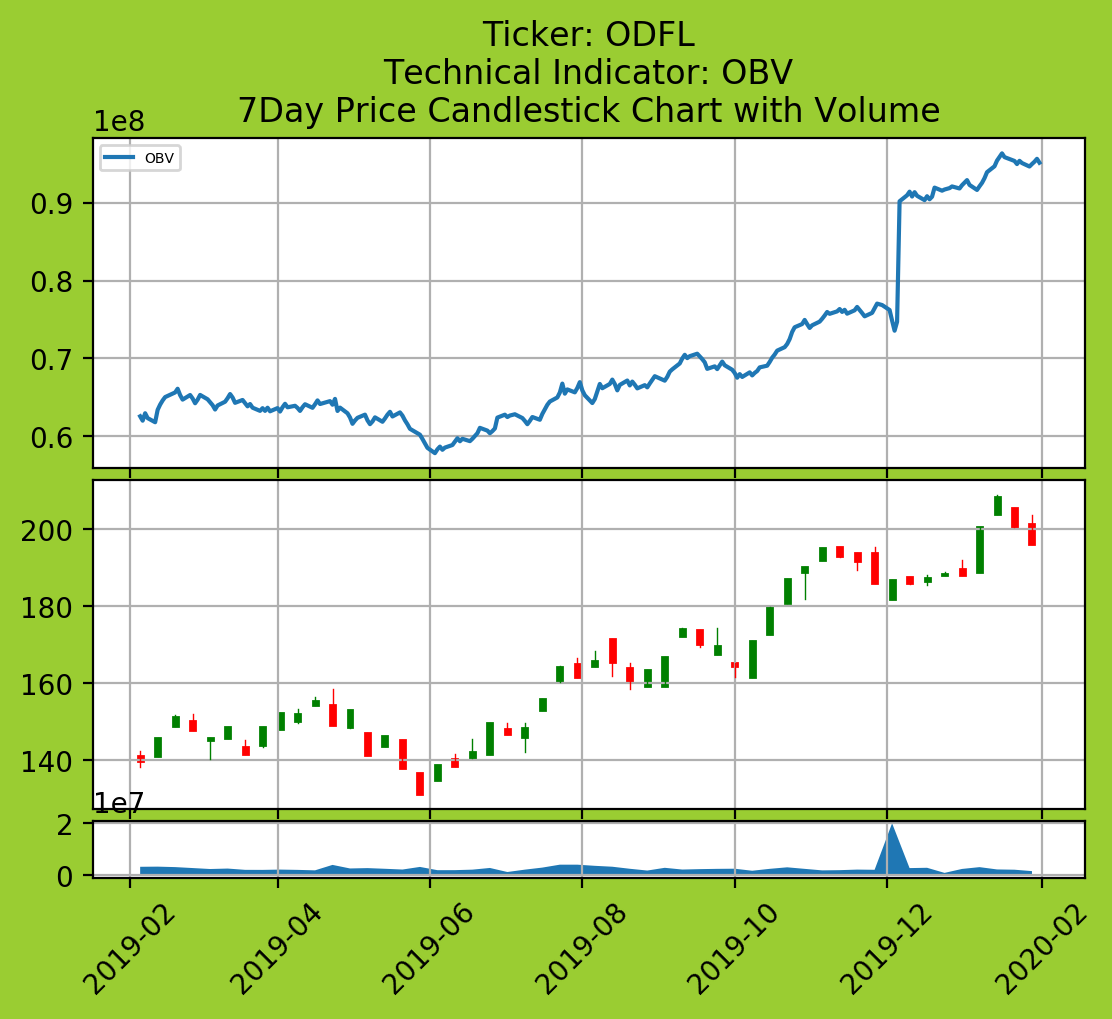 Ticker: ODFL
Technical Indicator: OBV
7Day Price Candlestick Chart with Volume
1e8
OBV
0.9
0.8
0.7
0.6
200
180
160
140
1e7
2
0
2019-02
2019-04
2019-06
2019-08
2019-10
2019-12
2020-02